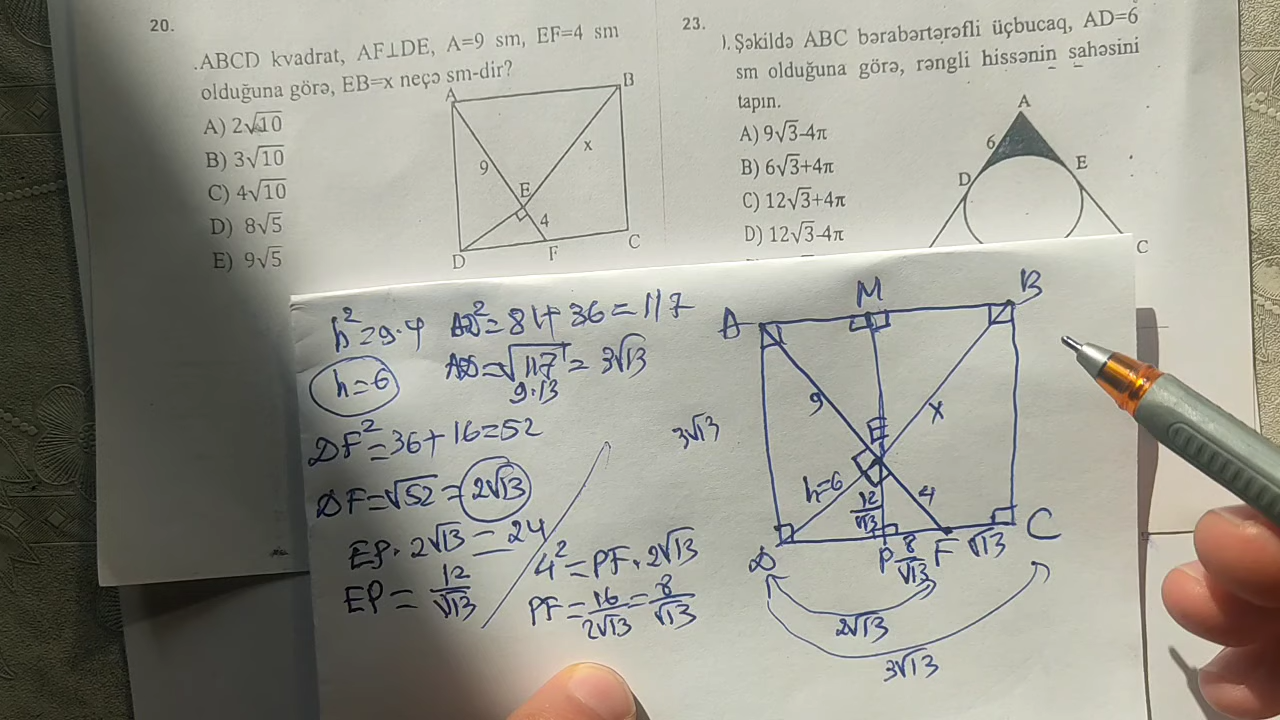 20.
.ABCD kvadrat, AF⊥DE, A=9 sm, EF=4 sm
olduğuna görə, EB=x neçə sm-dir?
A) 2√10
B) 3√10
C) 4√10
D) 8√5
E) 9√5
A
B
9
x
E
4
D
F
C
23.
). Şəkildə ABC bərabərtərəfli üçbucaq, AD=6
sm olduğuna görə, rəngli hissənin sahəsini
tapın.
A) 9√3-4π
B) 6√3+4π
C) 12√3+4π
D) 12√3-4π
A
6
D
E
C
h²=9·4
h=6
AD²=81+36=117
AD=√117=3√13
9·13
DF²=36+16=52
DF=√52=2√13
EP·2√13=24
EP=12/√13
4²=PF·2√13
PF=16/2√13=8/√13
A
M
B
3√13
9
E
x
h=6
12/√13
4
D
P
8/√13
F
√13
C
2√13
3√13